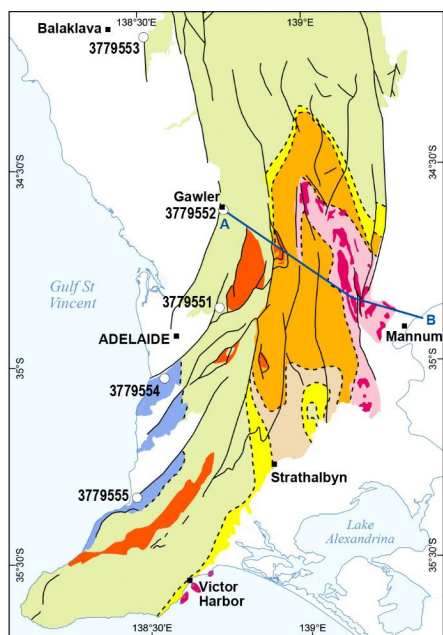 138°30'E
139°E
Balaklava
3779553
34°30'S
34°30'S
Gawler
3779552
A
Gulf St
Vincent
3779551
B
ADELAIDE
Mannum
35°S
35°S
3779554
Strathalbyn
3779555
Lake
Alexandrina
35°30'S
35°30'S
Victor
Harbor
138°30'E
139°E